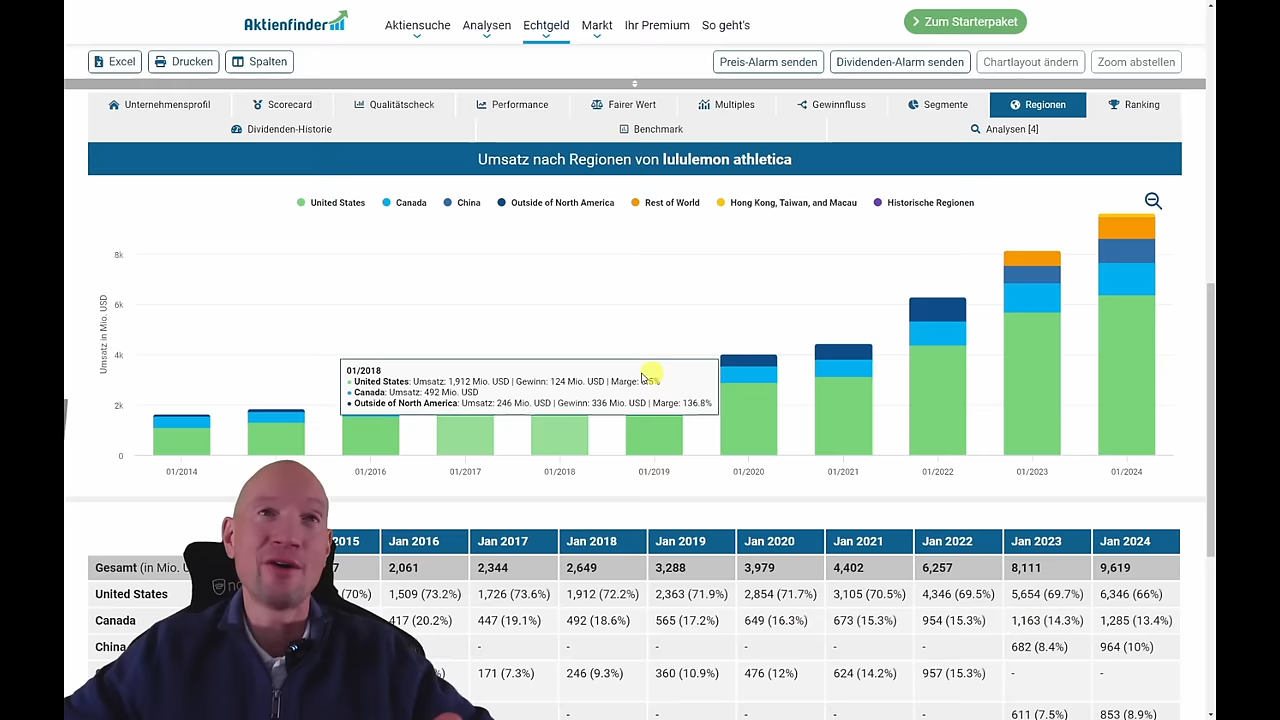 Aktienfinder
Aktiensuche Analysen Echtgeld Markt Ihr Premium So geht's
Zum Starterpaket
Excel Drucken Spalten Preis-Alarm senden Dividenden-Alarm senden Chartlayout ändern Zoom abstellen
Unternehmensprofil Scorecard Qualitätscheck Performance Fairer Wert Multiples Gewinnfluss Segmente Regionen Ranking
Dividenden-Historie Benchmark Analysen [4]
Umsatz nach Regionen von lululemon athletica
United States Canada China Outside of North America Rest of World Hong Kong, Taiwan, and Macau Historische Regionen
Umsatz in Mio. USD
8k
6k
4k
2k
0
01/2018
United States: Umsatz: 1,912 Mio. USD | Gewinn: 124 Mio. USD | Marge:
Canada: Umsatz: 492 Mio. USD
Outside of North America: Umsatz: 246 Mio. USD | Gewinn: 336 Mio. USD | Marge: 136.8%
01/2014 01/2016 01/2017 01/2018 01/2019 01/2020 01/2021 01/2022 01/2023 01/2024
2015 Jan 2016 Jan 2017 Jan 2018 Jan 2019 Jan 2020 Jan 2021 Jan 2022 Jan 2023 Jan 2024
Gesamt (in Mio. 7 2,061 2,344 2,649 3,288 3,979 4,402 6,257 8,111 9,619
United States (70%) 1,509 (73.2%) 1,726 (73.6%) 1,912 (72.2%) 2,363 (71.9%) 2,854 (71.7%) 3,105 (70.5%) 4,346 (69.5%) 5,654 (69.7%) 6,346 (66%)
Canada 417 (20.2%) 447 (19.1%) 492 (18.6%) 565 (17.2%) 649 (16.3%) 673 (15.3%) 954 (15.3%) 1,163 (14.3%) 1,285 (13.4%)
China - - - - - - - 682 (8.4%) 964 (10%)
171 (7.3%) 246 (9.3%) 360 (10.9%) 476 (12%) 624 (14.2%) 957 (15.3%) - -
- - - - - 611 (7.5%) 853 (8.9%)